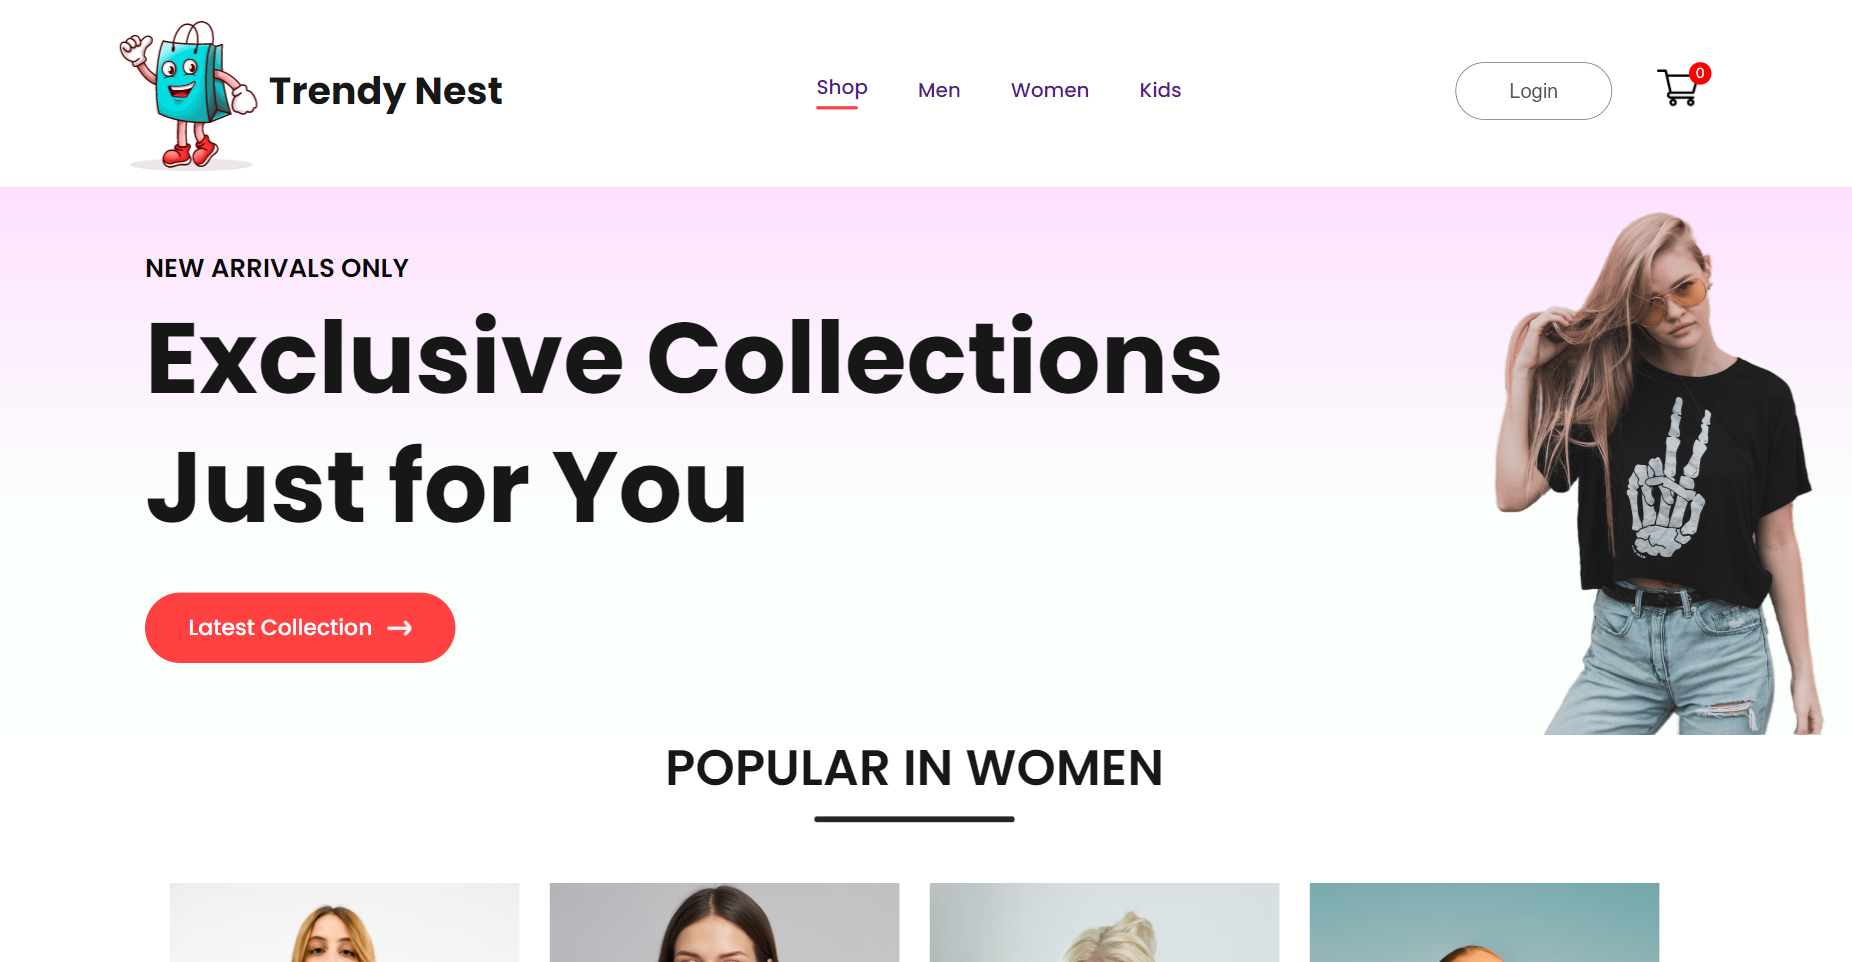 Trendy Nest
Shop
Men
Women
Kids
Login
0
NEW ARRIVALS ONLY
Exclusive Collections
Just for You
Latest Collection
POPULAR IN WOMEN